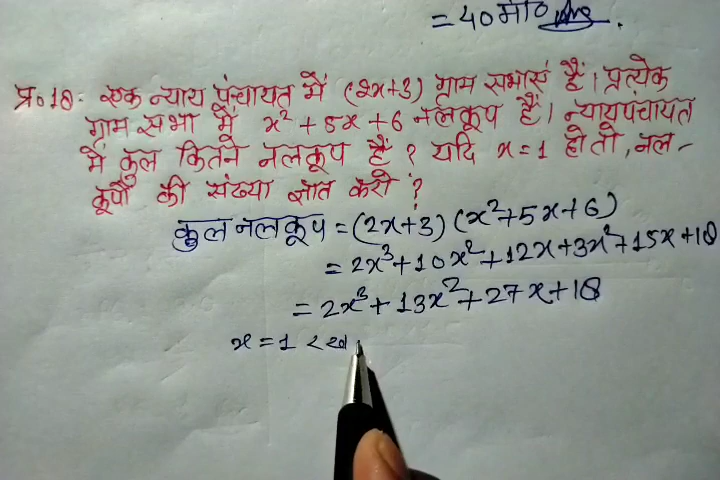 = 40 मी० Ans.
प्र० 18. एक न्याय पंचायत में (2x+3) ग्राम सभाएं हैं। प्रत्येक
ग्राम सभा में x² + 5x + 6 नलकूप हैं। न्यायपंचायत
में कुल कितने नलकूप हैं ? यदि x = 1 हो तो, नल-
कूपों की संख्या ज्ञात करो ?
कुल नलकूप = (2x+3) (x²+5x+6)
= 2x³+10x²+12x+3x²+15x+18
= 2x³+13x²+27x+18
x = 1 रख